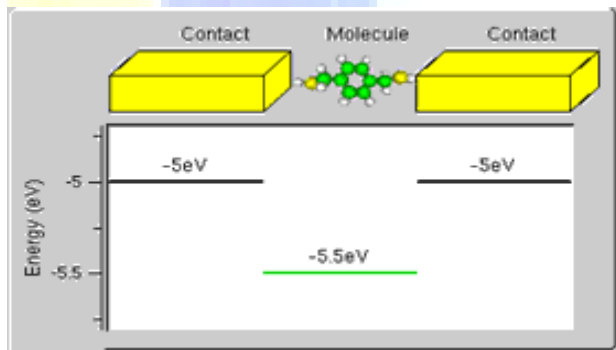 Contact Molecule Contact
-5eV -5eV
-5
-5.5eV
-5.5
Energy (eV)